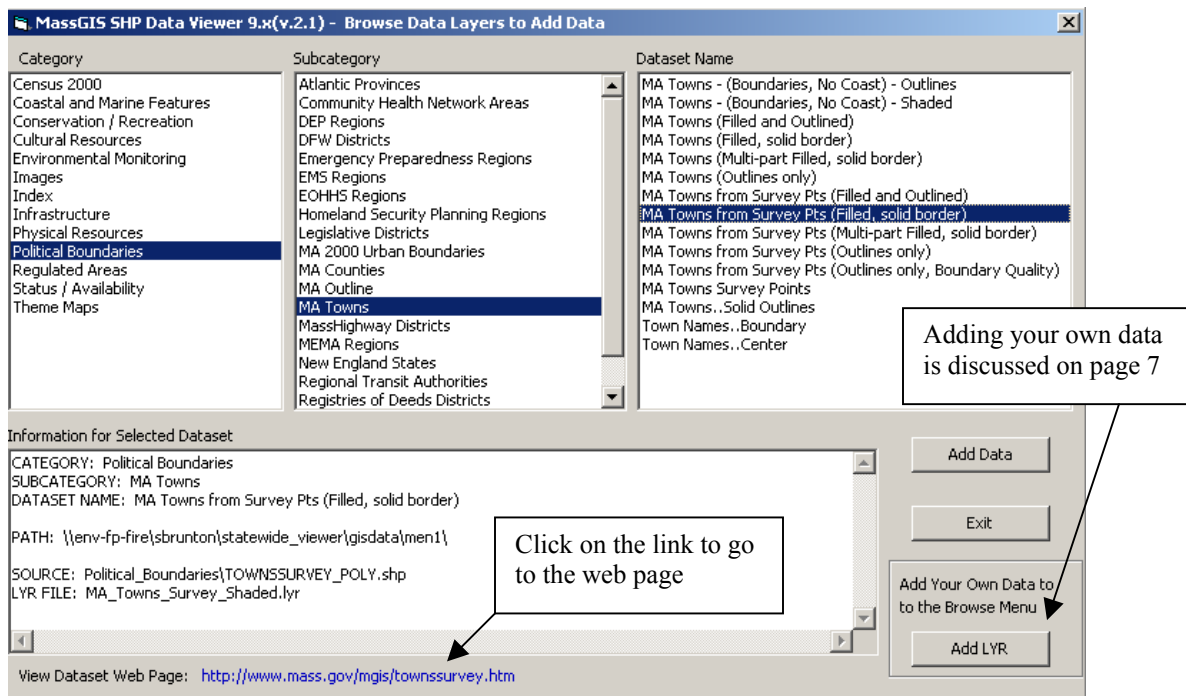 MassGIS SHP Data Viewer 9.x(v.2.1) - Browse Data Layers to Add Data
Category
Census 2000
Coastal and Marine Features
Conservation / Recreation
Cultural Resources
Environmental Monitoring
Images
Index
Infrastructure
Physical Resources
Political Boundaries
Regulated Areas
Status / Availability
Theme Maps
Subcategory
Atlantic Provinces
Community Health Network Areas
DEP Regions
DFW Districts
Emergency Preparedness Regions
EMS Regions
EOHHS Regions
Homeland Security Planning Regions
Legislative Districts
MA 2000 Urban Boundaries
MA Counties
MA Outline
MA Towns
MassHighway Districts
MEMA Regions
New England States
Regional Transit Authorities
Registries of Deeds Districts
Dataset Name
MA Towns - (Boundaries, No Coast) - Outlines
MA Towns - (Boundaries, No Coast) - Shaded
MA Towns (Filled and Outlined)
MA Towns (Filled, solid border)
MA Towns (Multi-part Filled, solid border)
MA Towns (Outlines only)
MA Towns from Survey Pts (Filled and Outlined)
MA Towns from Survey Pts (Filled, solid border)
MA Towns from Survey Pts (Multi-part Filled, solid border)
MA Towns from Survey Pts (Outlines only)
MA Towns from Survey Pts (Outlines only, Boundary Quality)
MA Towns Survey Points
MA Towns..Solid Outlines
Town Names..Boundary
Town Names..Center
Adding your own data
is discussed on page 7
Information for Selected Dataset
CATEGORY: Political Boundaries
SUBCATEGORY: MA Towns
DATASET NAME: MA Towns from Survey Pts (Filled, solid border)
PATH: \\env-fp-fire\sbrunton\statewide_viewer\gisdata\men1\
SOURCE: Political_Boundaries\TOWNSSURVEY_POLY.shp
LYR FILE: MA_Towns_Survey_Shaded.lyr
Click on the link to go
to the web page
Add Data
Exit
Add Your Own Data to
to the Browse Menu
Add LYR
View Dataset Web Page: http://www.mass.gov/mgis/townssurvey.htm